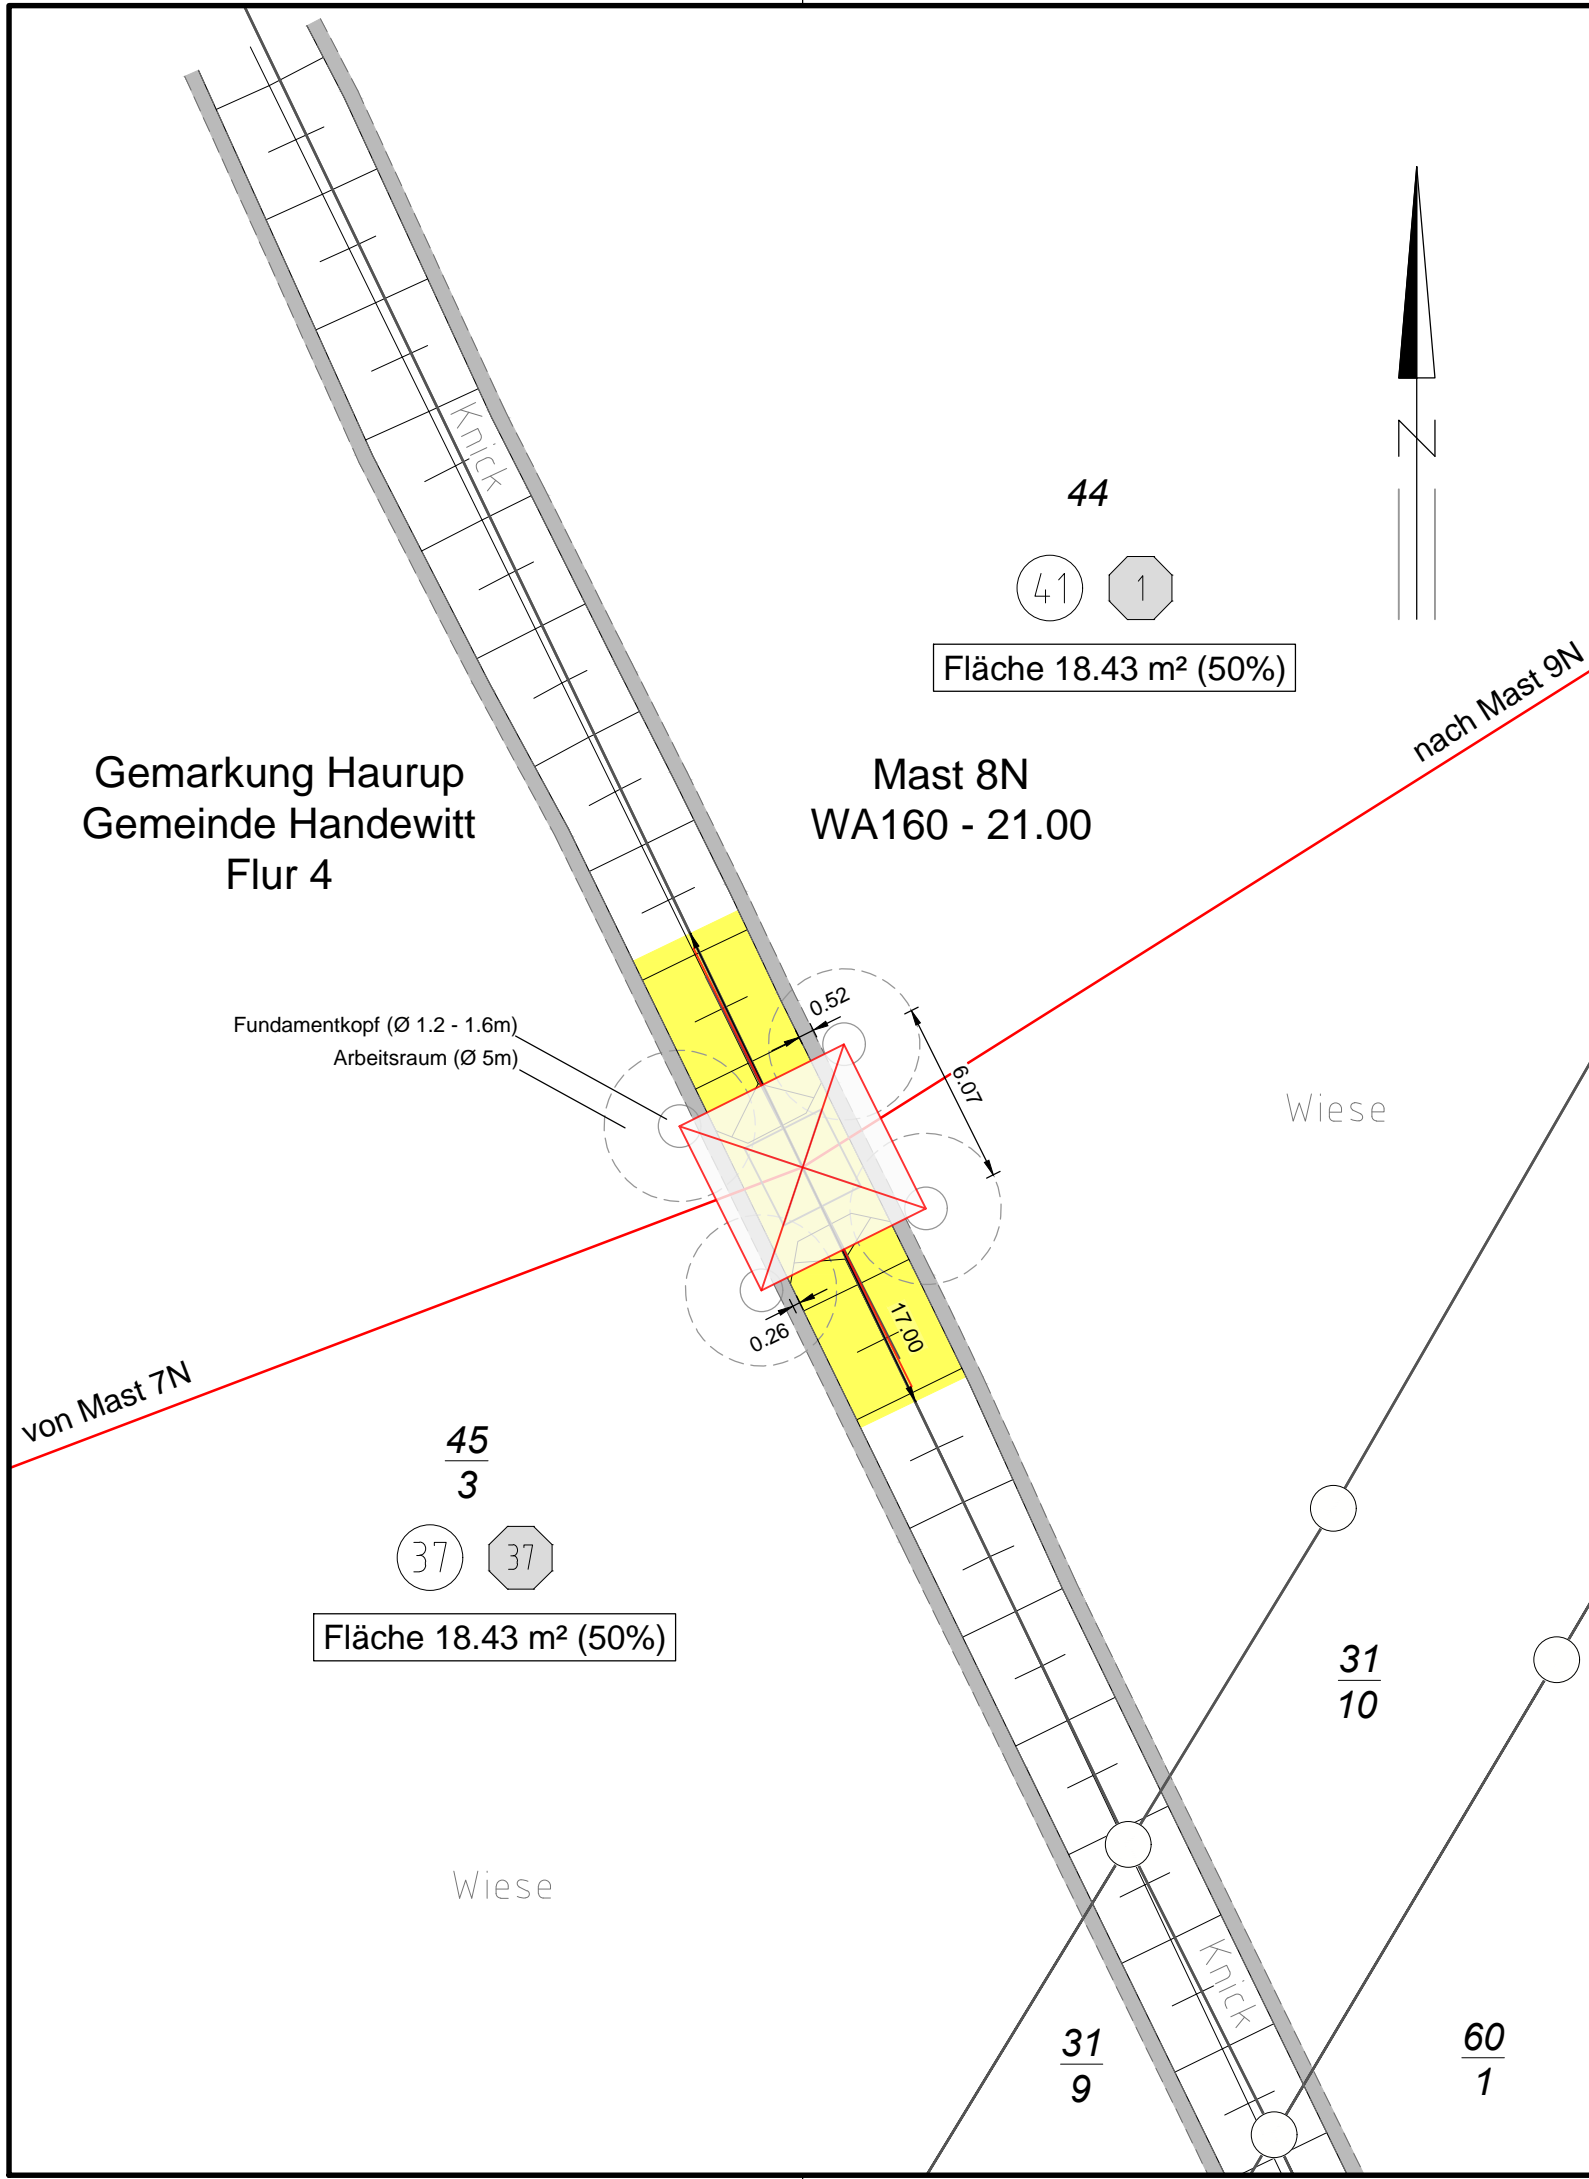 Knick
44
41
1
Fläche 18.43 m² (50%)
N
nach Mast 9N
Gemarkung Haurup
Gemeinde Handewitt
Flur 4
Mast 8N
WA160 - 21.00
Fundamentkopf (Ø 1.2 - 1.6m)
Arbeitsraum (Ø 5m)
0.52
6.07
Wiese
0.26
17.00
von Mast 7N
45
3
37
37
Fläche 18.43 m² (50%)
31
10
Wiese
Knick
31
9
60
1